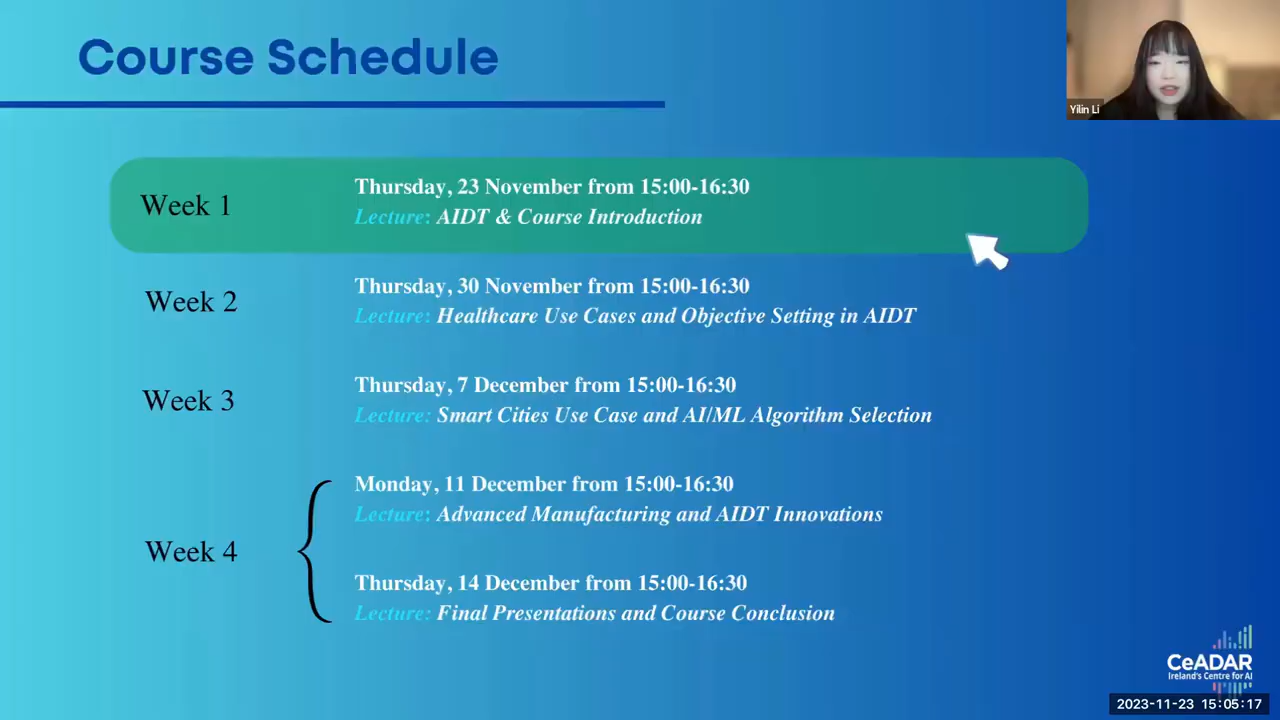 Course Schedule
Yilin Li
Week 1
Thursday, 23 November from 15:00-16:30
Lecture: AIDT & Course Introduction
Week 2
Thursday, 30 November from 15:00-16:30
Lecture: Healthcare Use Cases and Objective Setting in AIDT
Week 3
Thursday, 7 December from 15:00-16:30
Lecture: Smart Cities Use Case and AI/ML Algorithm Selection
Week 4
Monday, 11 December from 15:00-16:30
Lecture: Advanced Manufacturing and AIDT Innovations
Thursday, 14 December from 15:00-16:30
Lecture: Final Presentations and Course Conclusion
CeADAR
Ireland's Centre for AI
2023-11-23 15:05:17